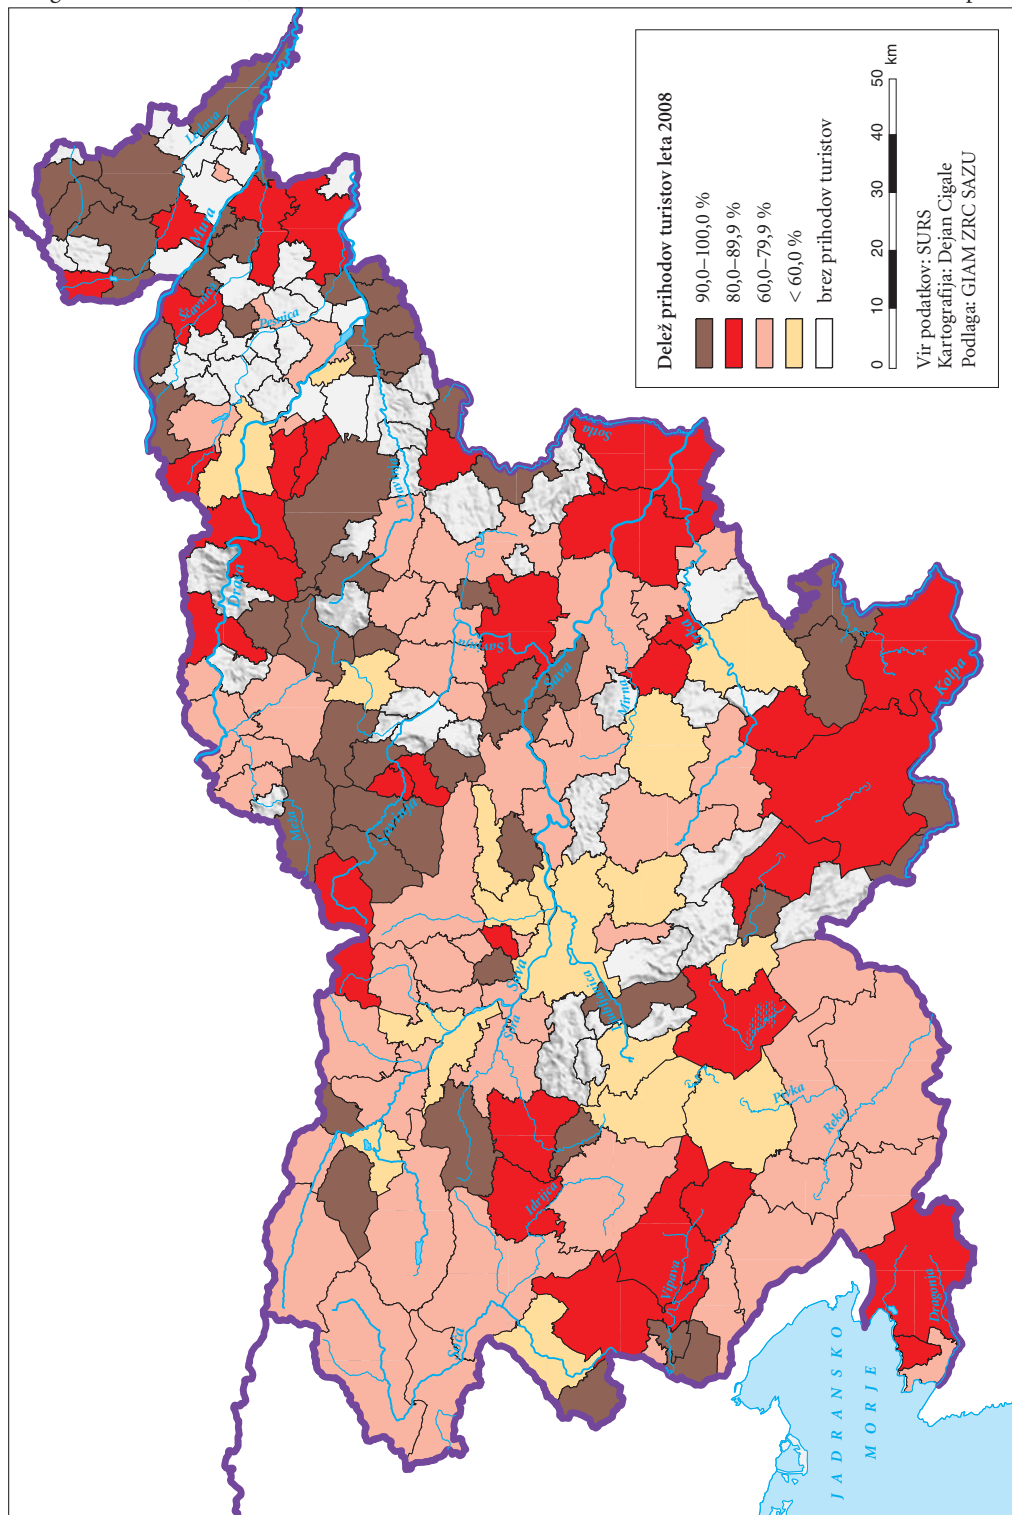 Delež prihodov turistov leta 2008
90,0–100,0 %
80,0–89,9 %
60,0–79,9 %
< 60,0 %
brez prihodov turistov
0 10 20 30 40 50 km
Vir podatkov: SURS
Kartografija: Dejan Cigale
Podlaga: GIAM ZRC SAZU
Ledava
Mura
Ščavnica
Pesnica
Drava
Dravinja
Sotla
Meža
Savinja
Savinja
Sava
Mirna
Krka
Kolpa
Sava
Sora
Ljubljanica
Pivka
Reka
Idrijca
Vipava
Soča
Dragonja
JADRANSKO
MORJE